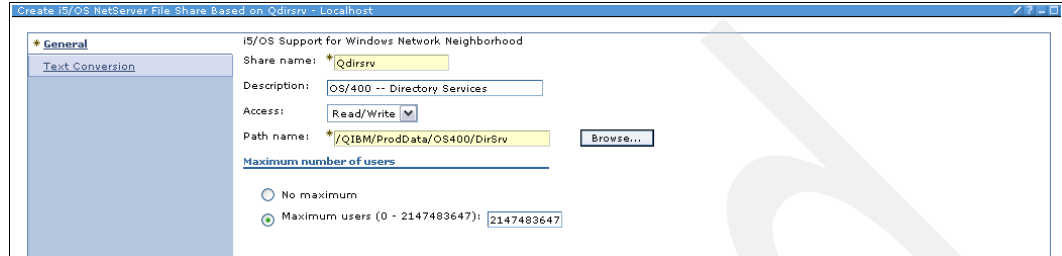 Create i5/OS NetServer File Share Based on Qdirsrv - Localhost
General
Text Conversion
i5/OS Support for Windows Network Neighborhood
Share name: *Qdirsrv
Description: OS/400 -- Directory Services
Access: Read/Write
Path name: */QIBM/ProdData/OS400/DirSrv Browse...
Maximum number of users
No maximum
Maximum users (0 - 2147483647): 2147483647